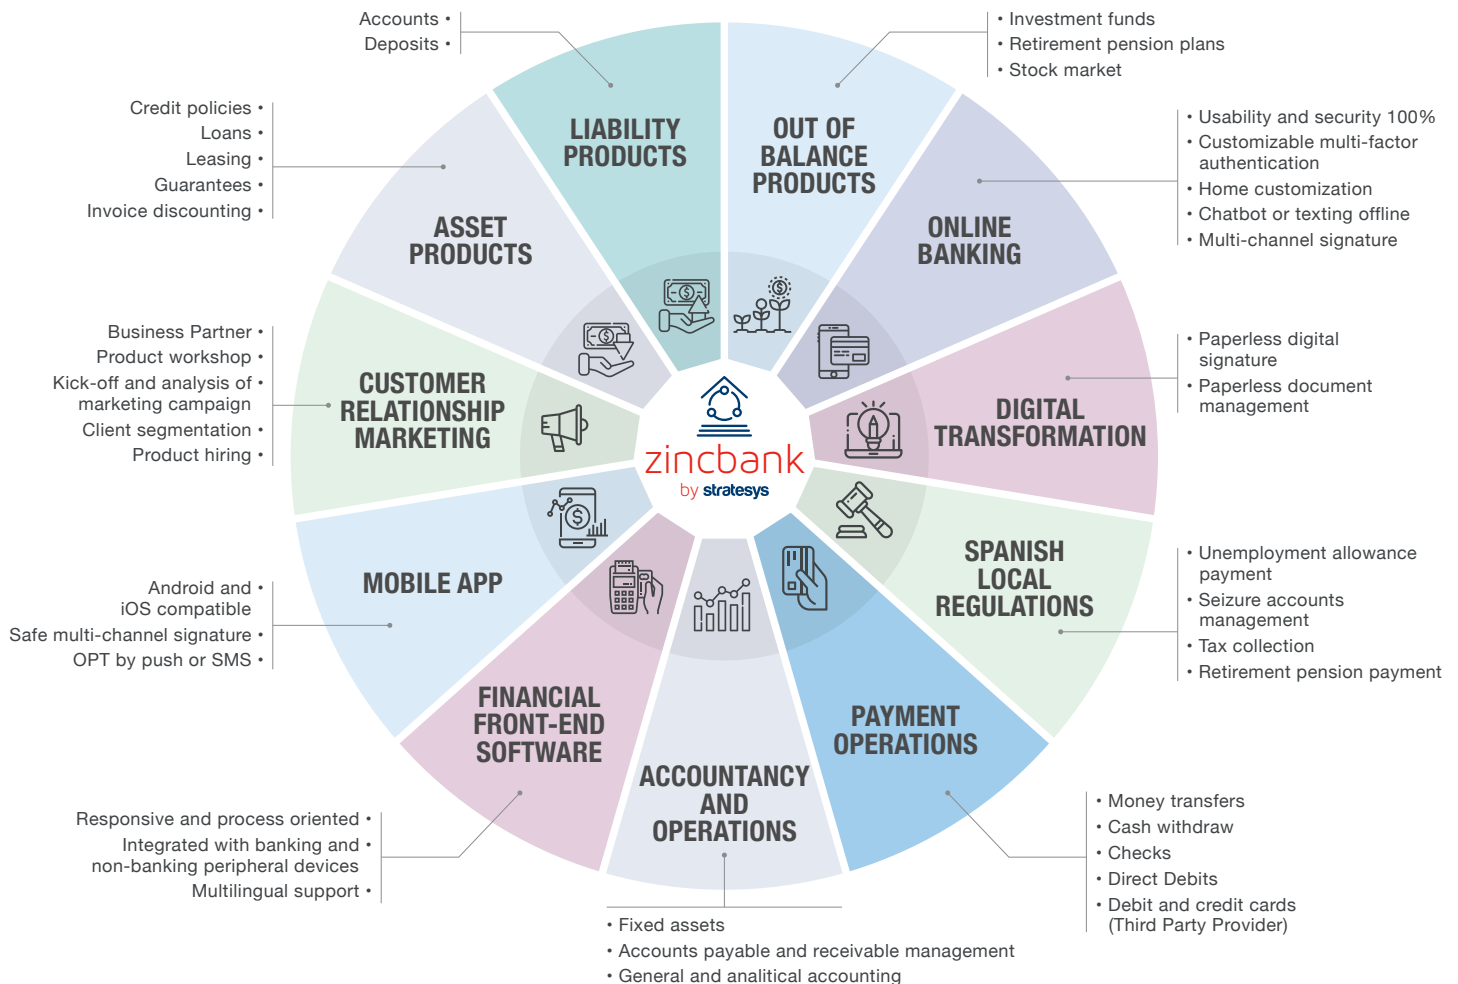 LIABILITY
PRODUCTS
• Accounts
• Deposits
OUT OF
BALANCE
PRODUCTS
• Investment funds
• Retirement pension plans
• Stock market
ONLINE
BANKING
• Usability and security 100%
• Customizable multi-factor
authentication
• Home customization
• Chatbot or texting offline
• Multi-channel signature
DIGITAL
TRANSFORMATION
• Paperless digital
signature
• Paperless document
management
SPANISH
LOCAL
REGULATIONS
• Unemployment allowance
payment
• Seizure accounts
management
• Tax collection
• Retirement pension payment
PAYMENT
OPERATIONS
• Money transfers
• Cash withdraw
• Checks
• Direct Debits
• Debit and credit cards
(Third Party Provider)
ACCOUNTANCY
AND
OPERATIONS
• Fixed assets
• Accounts payable and receivable management
• General and analitical accounting
FINANCIAL
FRONT-END
SOFTWARE
Responsive and process oriented •
Integrated with banking and •
non-banking peripheral devices
Multilingual support •
MOBILE APP
Android and •
iOS compatible
Safe multi-channel signature •
OPT by push or SMS •
CUSTOMER
RELATIONSHIP
MARKETING
Business Partner •
Product workshop •
Kick-off and analysis of •
marketing campaign
Client segmentation •
Product hiring •
ASSET
PRODUCTS
Credit policies •
Loans •
Leasing •
Guarantees •
Invoice discounting •
zincbank
by stratesys